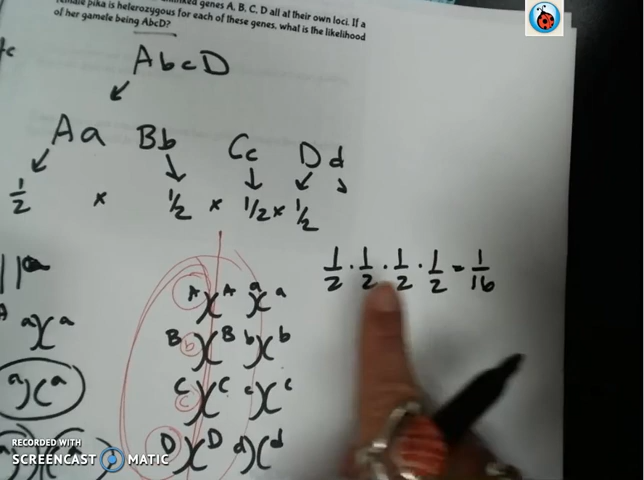 unlinked genes A, B, C, D all at their own loci. If a
female pika is heterozygous for each of these genes, what is the likelihood
of her gamete being AbcD?
AbcD
Aa Bb Cc Dd
1/2 x 1/2 x 1/2 x 1/2
1/2 · 1/2 · 1/2 · 1/2 = 1/16
A A a a
B B b b
C C c c
D D d d
a a
a a
RECORDED WITH
SCREENCAST MATIC